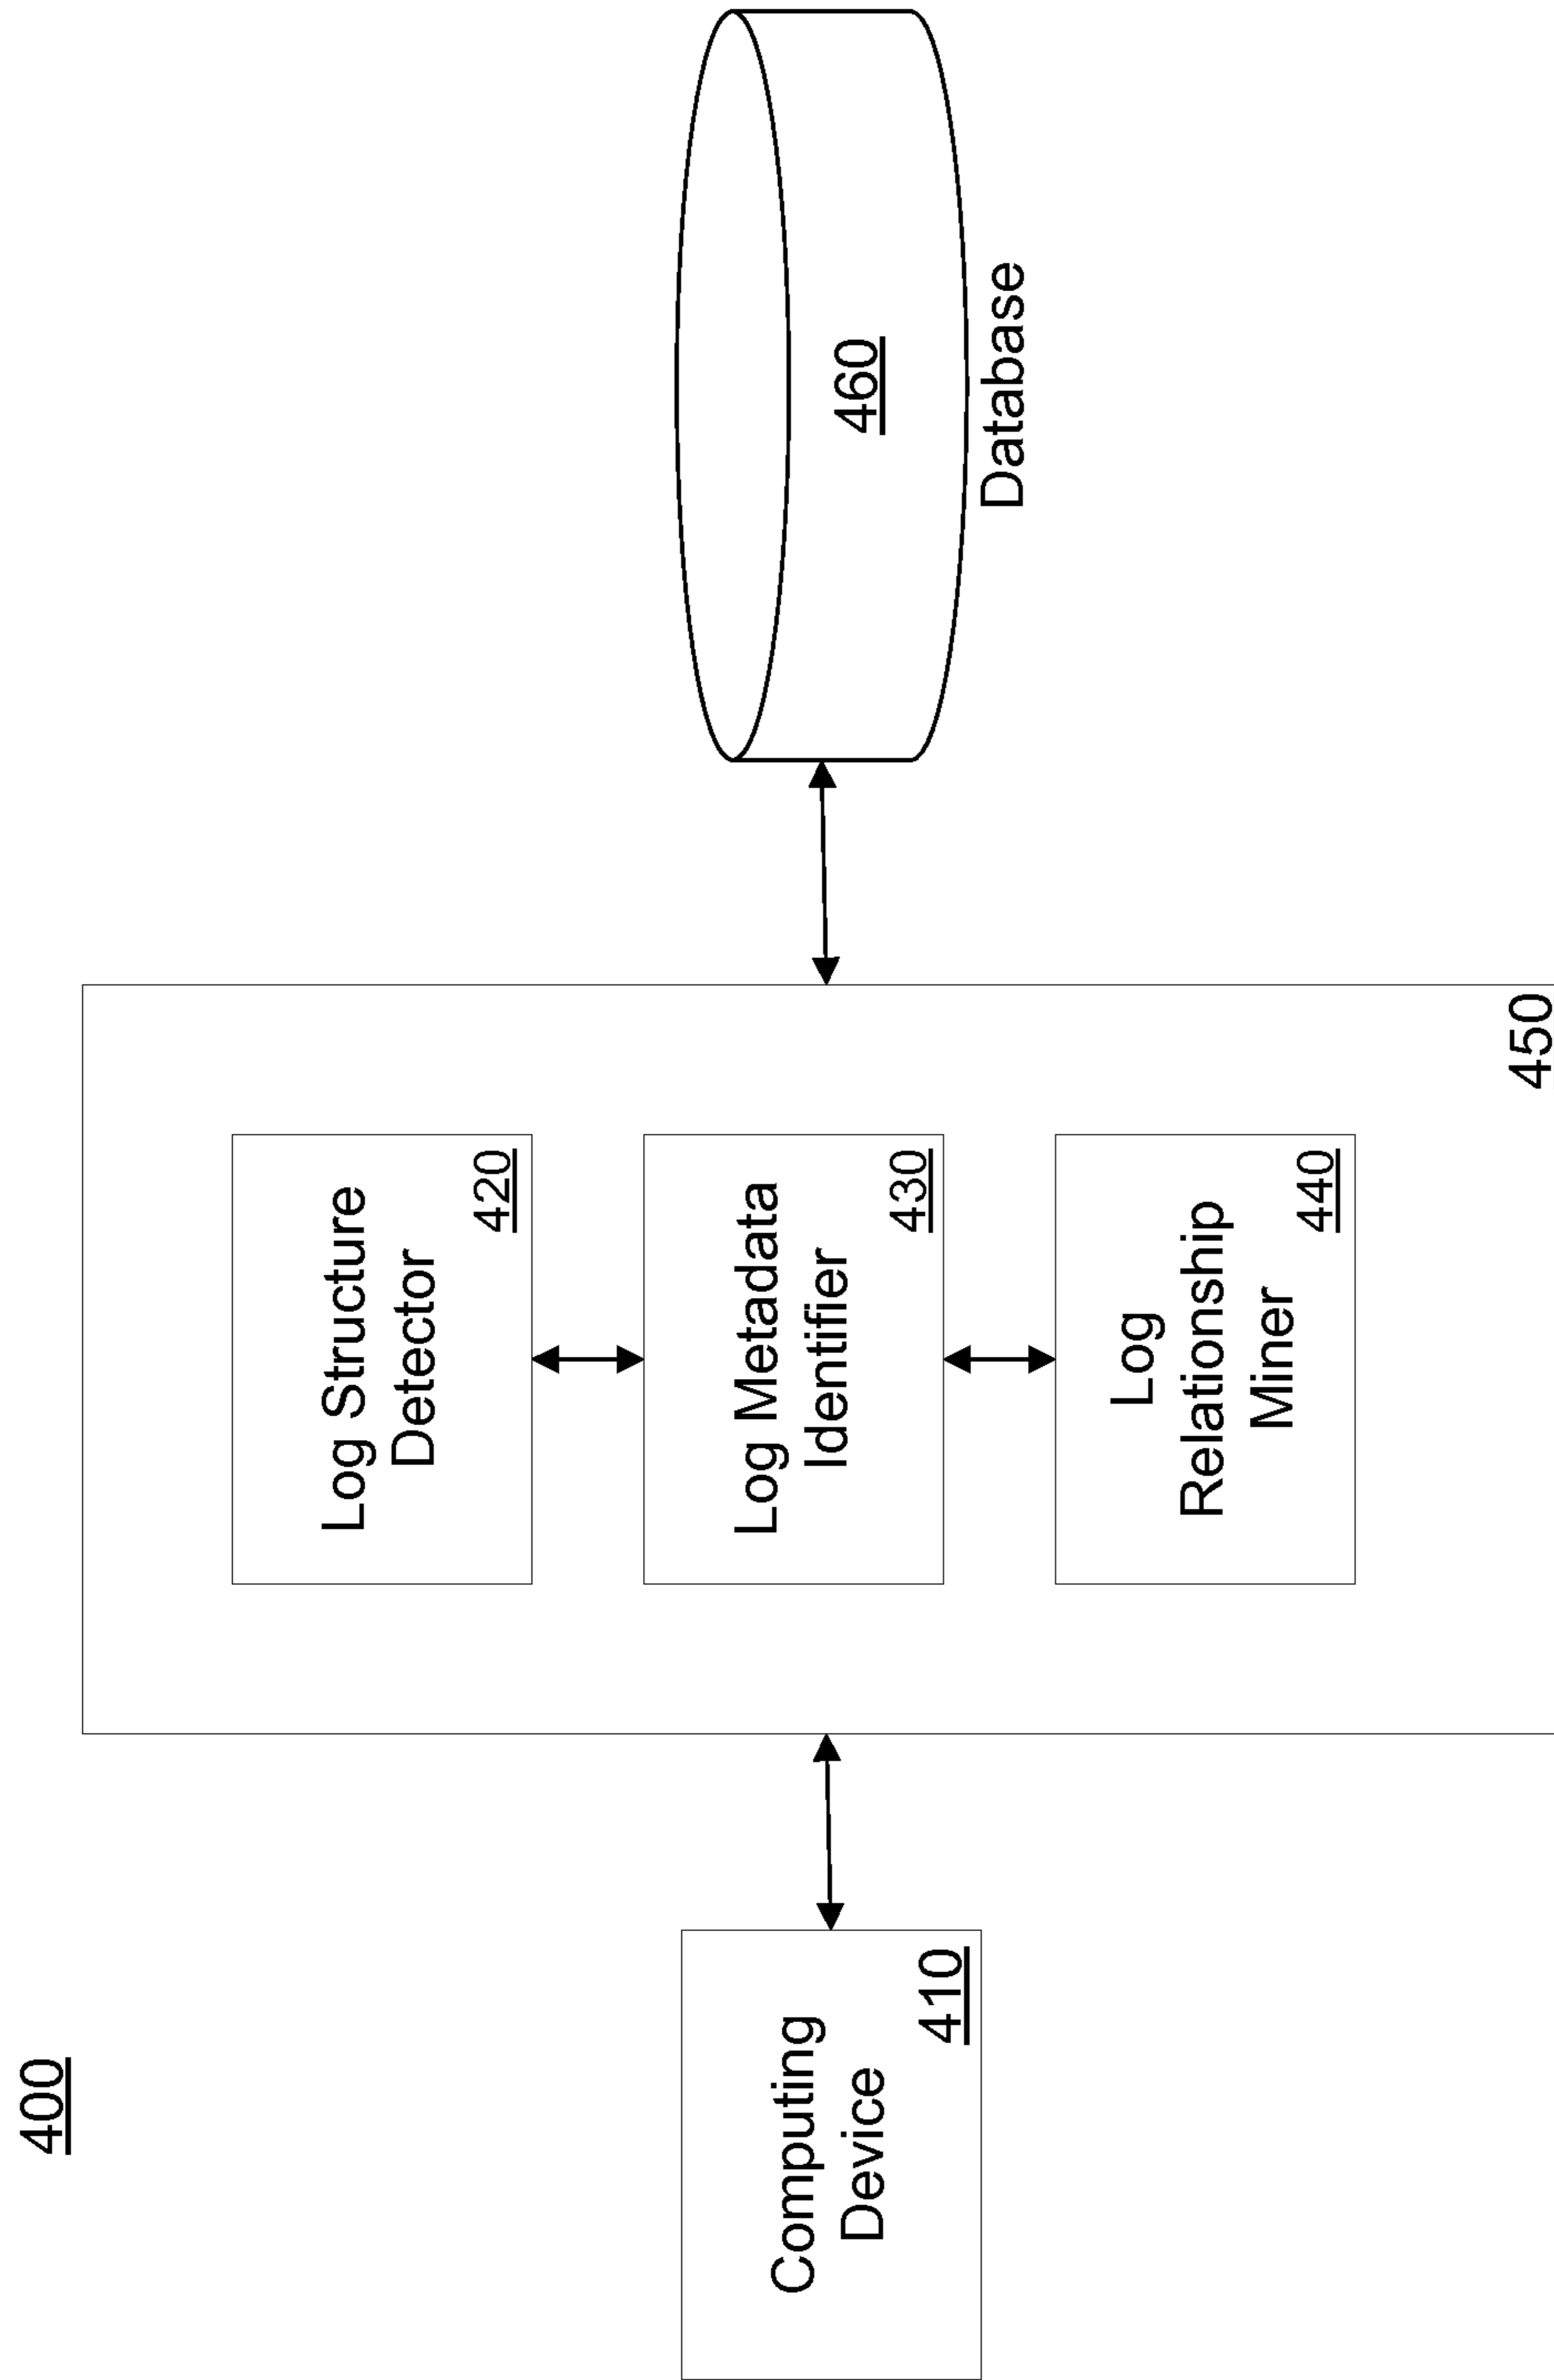 400
Computing
Device
410
Log Structure
Detector
420
Log Metadata
Identifier
430
Log
Relationship
Miner
440
450
460
Database